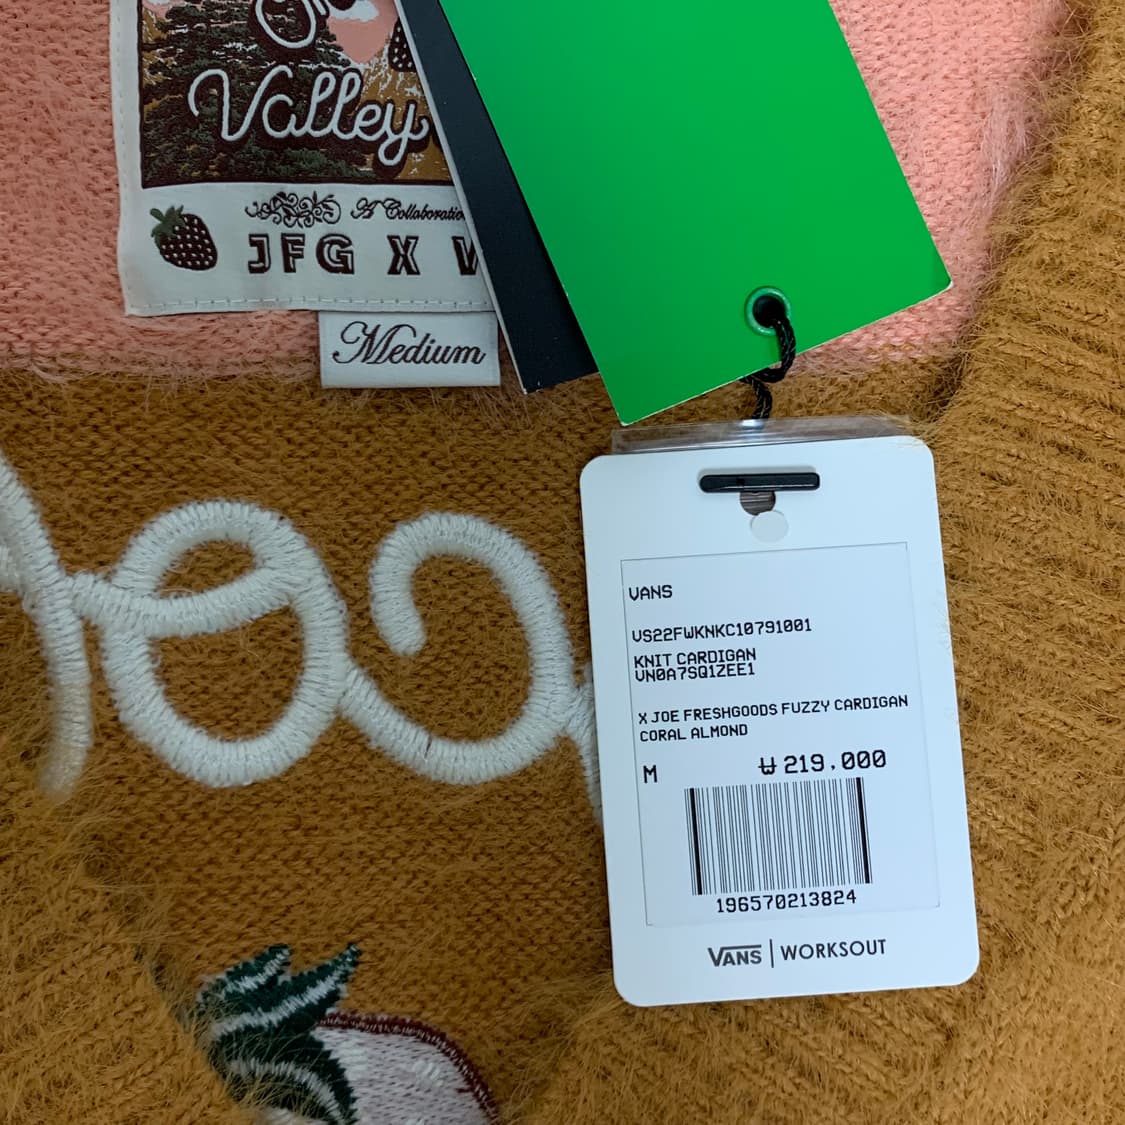 Valley
A Collaboratio
JFG X V
Medium
VANS
VS22FWKNKC10791001
KNIT CARDIGAN
VN0A7SQ1ZEE1
X JOE FRESHGOODS FUZZY CARDIGAN
CORAL ALMOND
M ₩ 219,000
196570213824
VANS | WORKSOUT